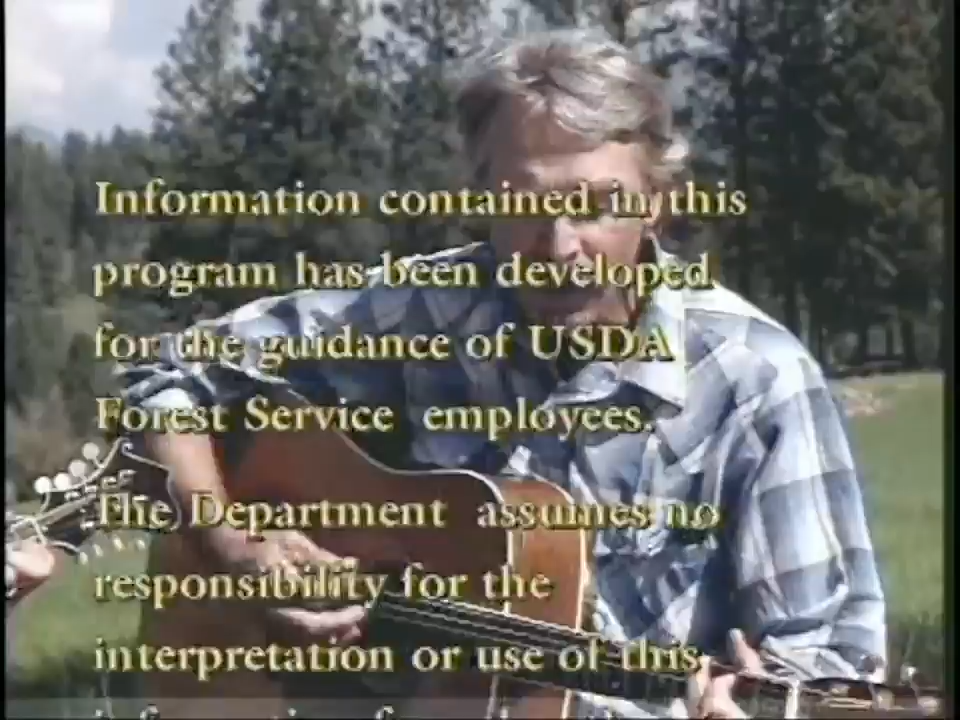 Information contained in this
program has been developed
for the guidance of USDA
Forest Service employees.
The Department assumes no
responsibility for the
interpretation or use of this